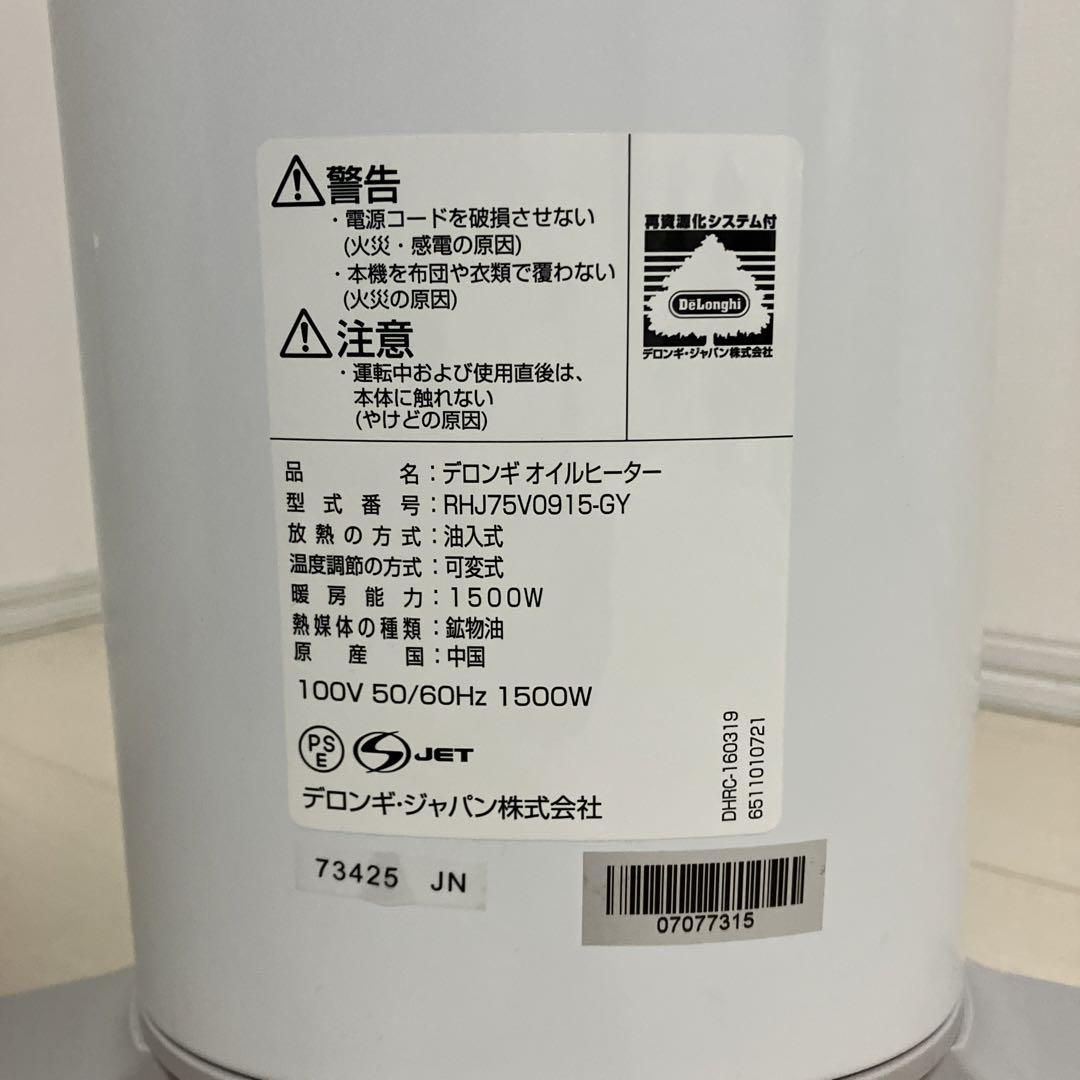 ⚠警告
・電源コードを破損させない
(火災・感電の原因)
・本機を布団や衣類で覆わない
(火災の原因)
⚠注意
・運転中および使用直後は、
本体に触れない
(やけどの原因)
再資源化システム付
DeLonghi
デロンギ・ジャパン株式会社
品名：デロンギ オイルヒーター
型式番号：RHJ75V0915-GY
放熱の方式：油入式
温度調節の方式：可変式
暖房能力：1500W
熱媒体の種類：鉱物油
原産国：中国
100V 50/60Hz 1500W
PSE
JET
デロンギ・ジャパン株式会社
DHRC-160319
6511010721
73425 JN
07077315